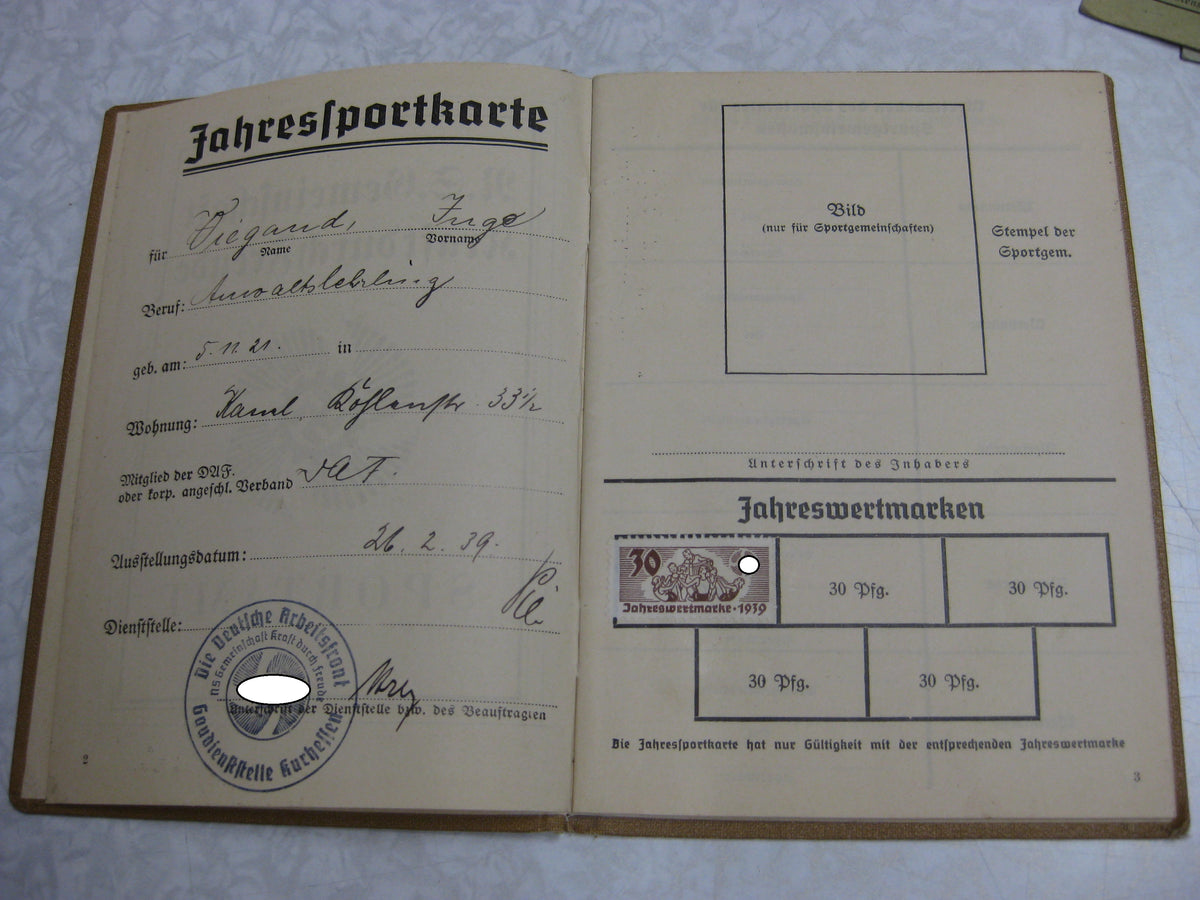 Jahressportkarte
für Wiegand, Inge
Name Vorname
Beruf: Anwaltslehrling
geb. am: 5.11.21. in
Wohnung: Kassel, 33½
Mitglied der DAF.
oder korp. angeschl. Verband DAF.
Ausstellungsdatum: 26. 2. 39.
Dienststelle:
Die Deutsche Arbeitsfront
NS Gemeinschaft Kraft durch Freude
Gaudienststelle Kurhessen
Unterschrift der Dienststelle bzw. des Beauftragten
2
Bild
(nur für Sportgemeinschaften)
Stempel der
Sportgem.
Unterschrift des Inhabers
Jahreswertmarken
30
Jahreswertmarke·1939
30 Pfg.
30 Pfg.
30 Pfg.
30 Pfg.
Die Jahressportkarte hat nur Gültigkeit mit der entsprechenden Jahreswertmarke
3